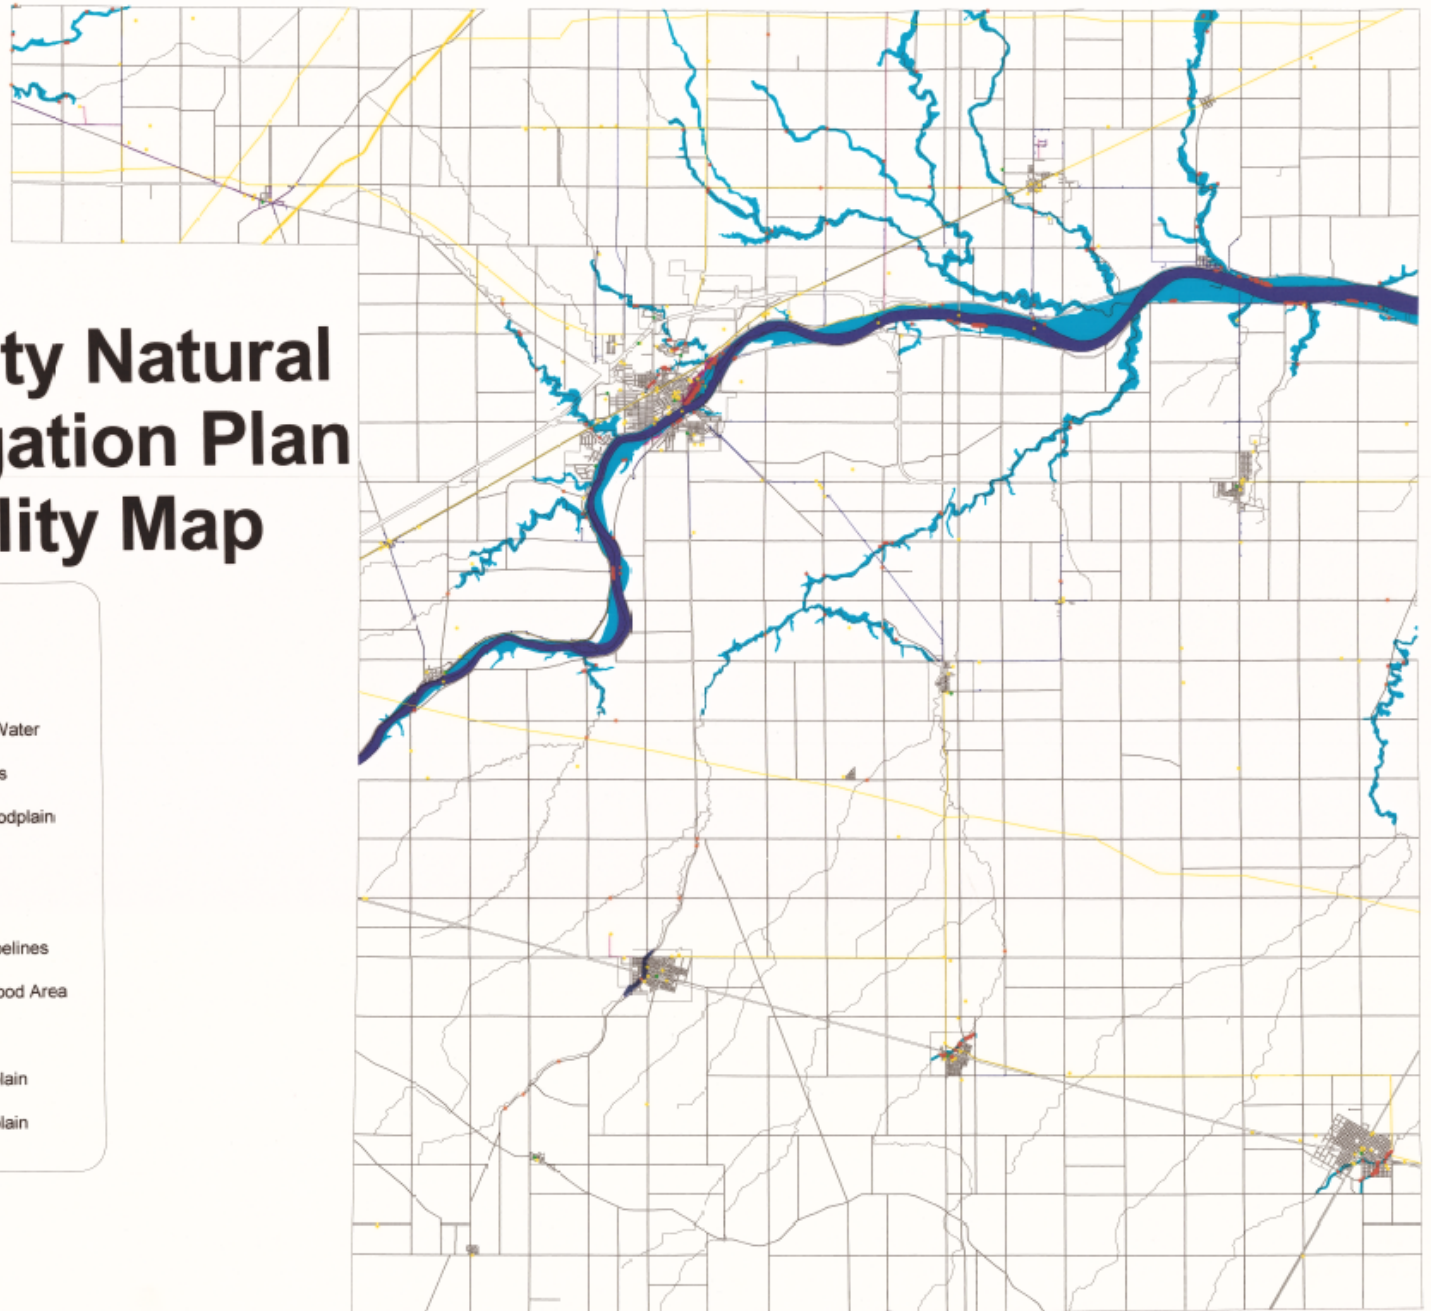 ty Natural
gation Plan
lity Map
Water
s
odplain
elines
ood Area
lain
lain